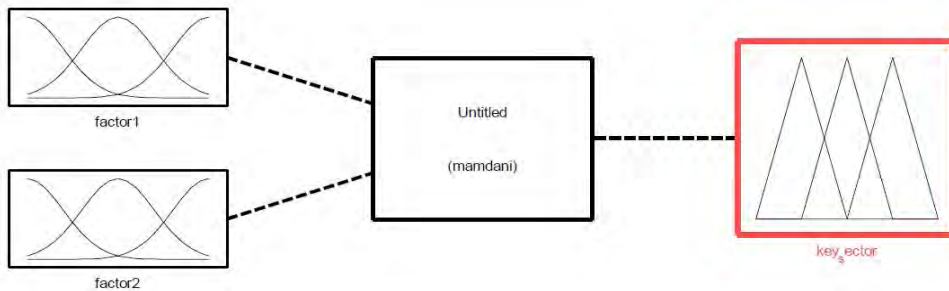 factor1
Untitled
(mamdani)
factor2
key_sector